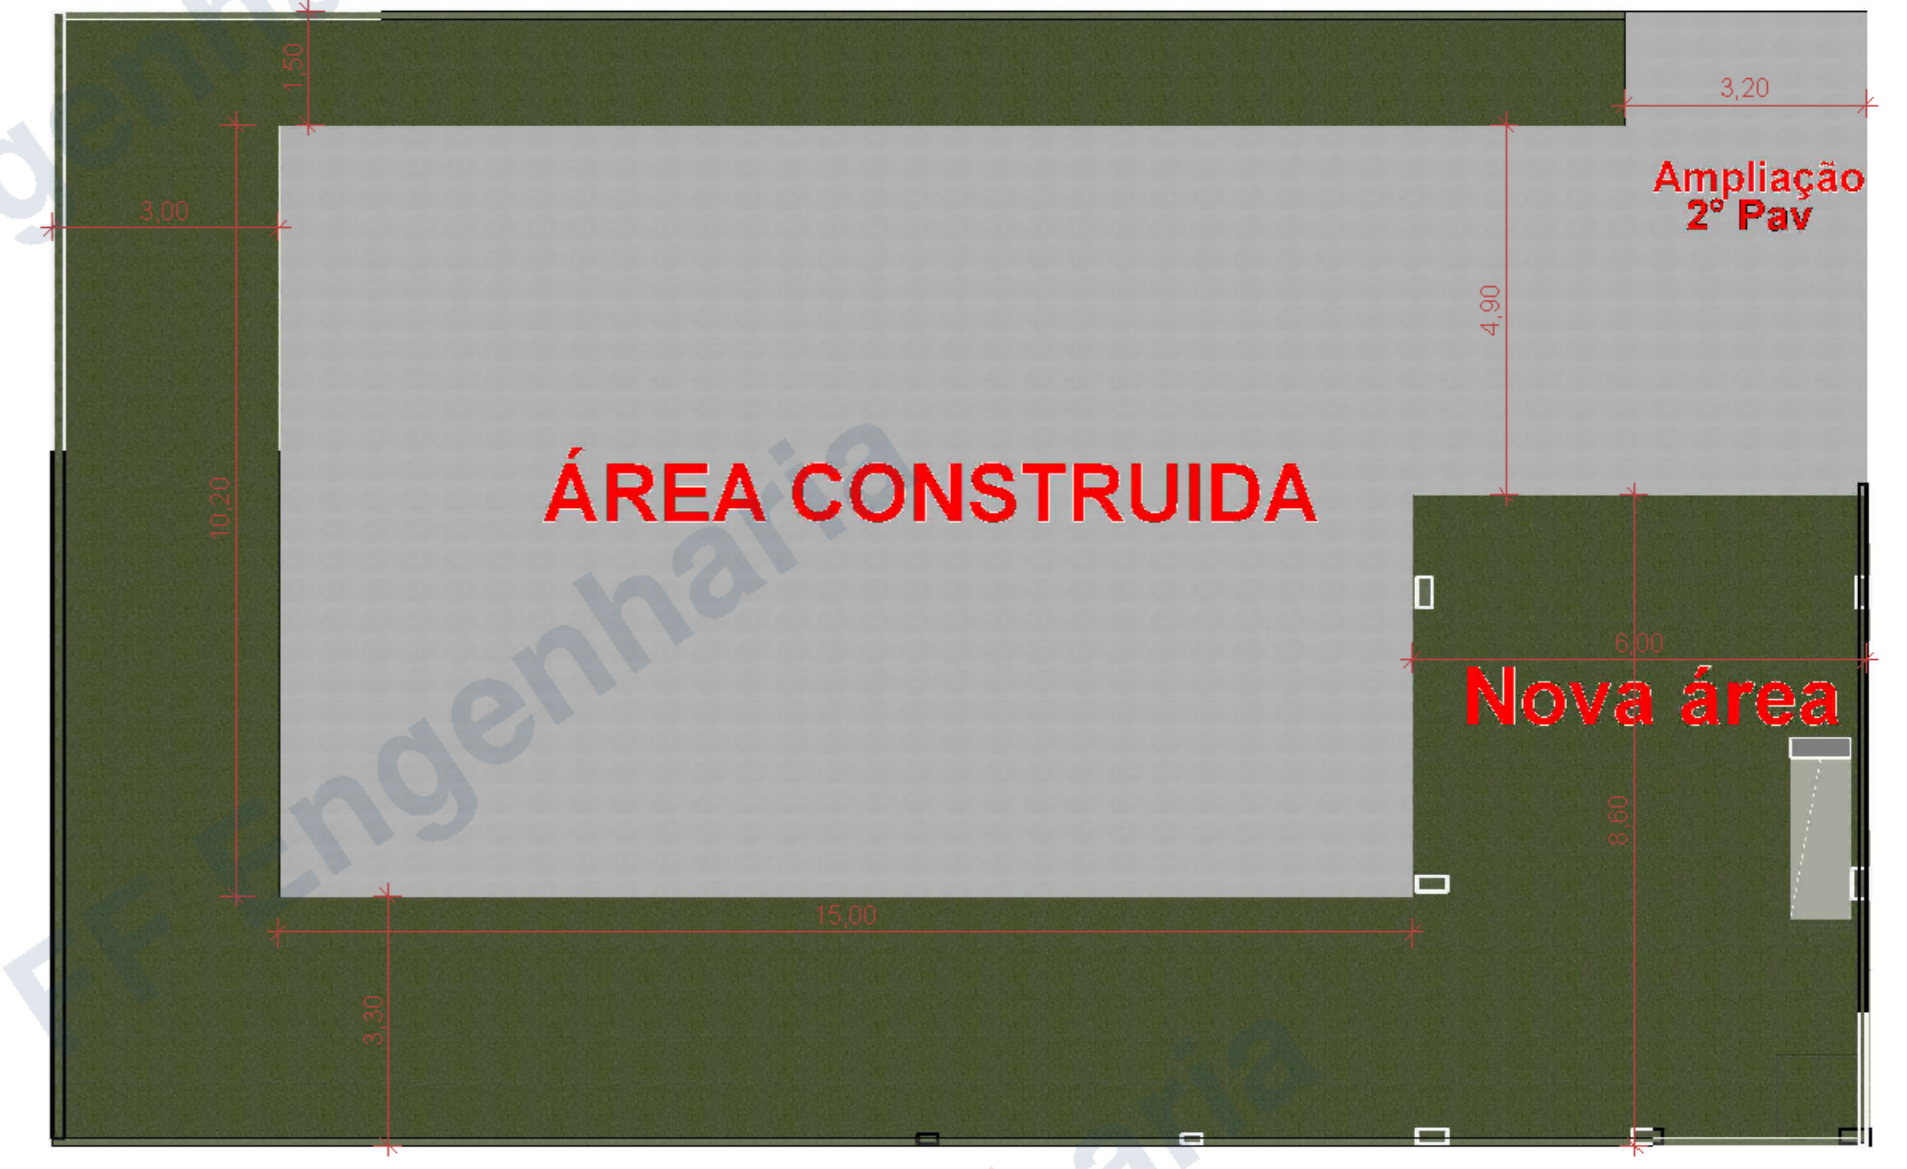 1,50
3,20
Ampliação
2° Pav
3,00
4,90
ÁREA CONSTRUIDA
10,20
6,00
Nova área
8,60
15,00
3,30
FF Engenharia